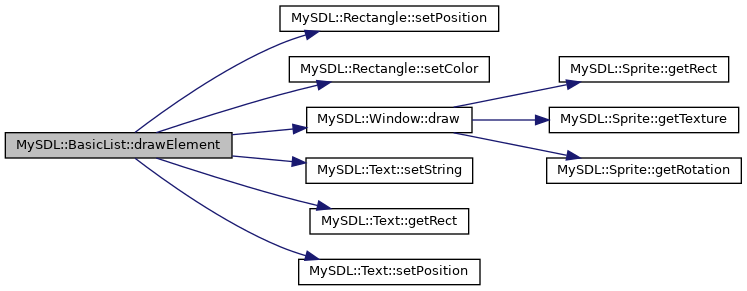 MySDL::Rectangle::setPosition
MySDL::Rectangle::setColor
MySDL::Sprite::getRect
MySDL::Window::draw
MySDL::Sprite::getTexture
MySDL::BasicList::drawElement
MySDL::Text::setString
MySDL::Sprite::getRotation
MySDL::Text::getRect
MySDL::Text::setPosition